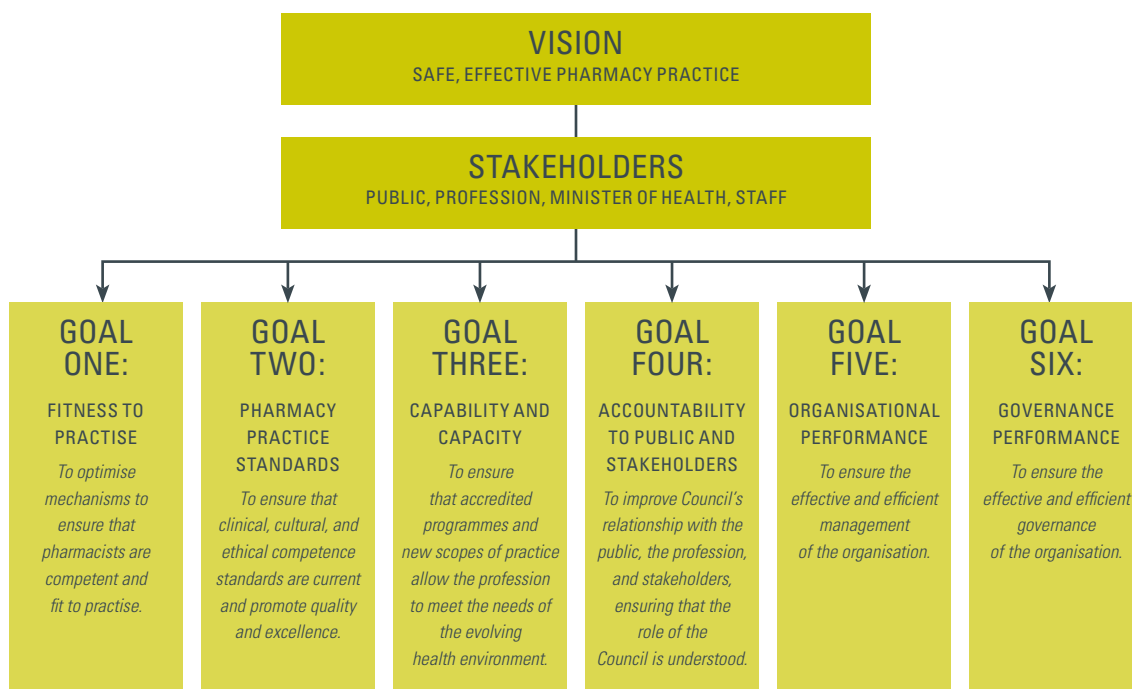 VISION
SAFE, EFFECTIVE PHARMACY PRACTICE
STAKEHOLDERS
PUBLIC, PROFESSION, MINISTER OF HEALTH, STAFF
GOAL
ONE:
FITNESS TO
PRACTISE
To optimise
mechanisms to
ensure that
pharmacists are
competent and
fit to practise.
GOAL
TWO:
PHARMACY
PRACTICE
STANDARDS
To ensure that
clinical, cultural, and
ethical competence
standards are current
and promote quality
and excellence.
GOAL
THREE:
CAPABILITY AND
CAPACITY
To ensure
that accredited
programmes and
new scopes of practice
allow the profession
to meet the needs of
the evolving
health environment.
GOAL
FOUR:
ACCOUNTABILITY
TO PUBLIC AND
STAKEHOLDERS
To improve Council's
relationship with the
public, the profession,
and stakeholders,
ensuring that the
role of the
Council is understood.
GOAL
FIVE:
ORGANISATIONAL
PERFORMANCE
To ensure the
effective and efficient
management
of the organisation.
GOAL
SIX:
GOVERNANCE
PERFORMANCE
To ensure the
effective and efficient
governance
of the organisation.